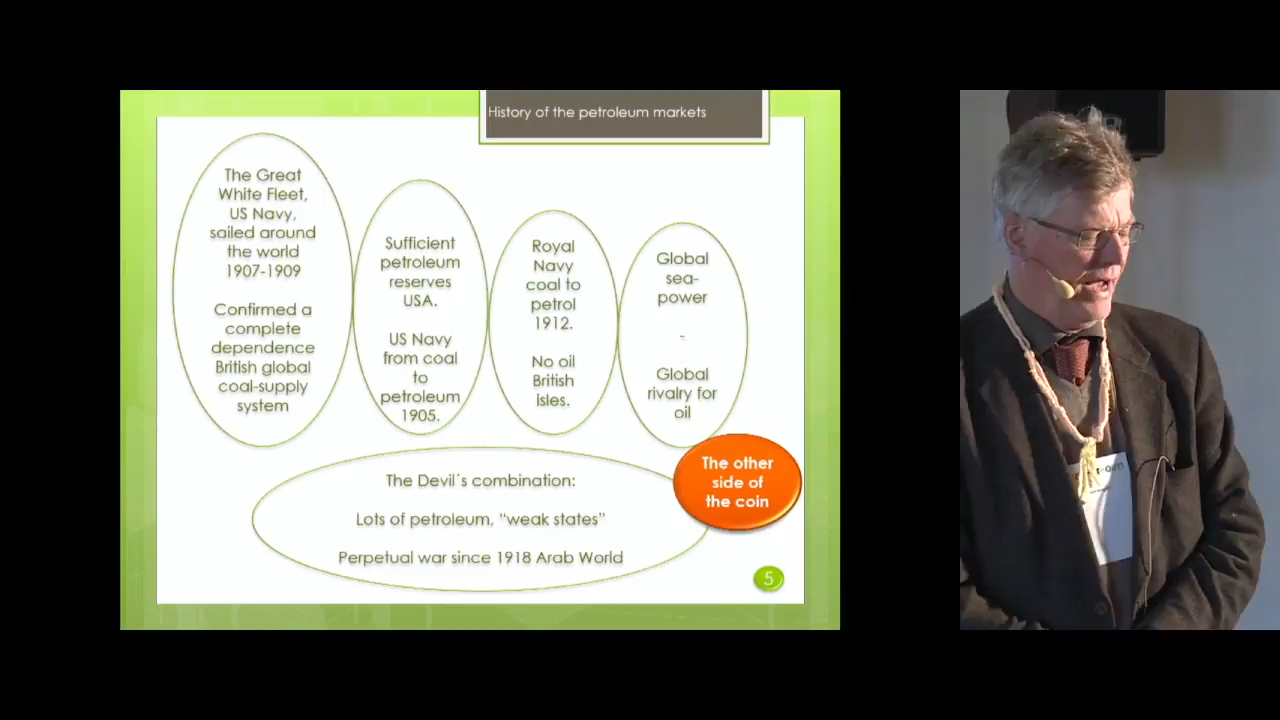 History of the petroleum markets
The Great
White Fleet,
US Navy,
sailed around
the world
1907-1909
Confirmed a
complete
dependence
British global
coal-supply
system
Sufficient
petroleum
reserves
USA.
US Navy
from coal
to
petroleum
1905.
Royal
Navy
coal to
petrol
1912.
No oil
British
isles.
Global
sea-
power
-
Global
rivalry for
oil
The Devil´s combination:
Lots of petroleum, "weak states"
Perpetual war since 1918 Arab World
The other
side of
the coin
5